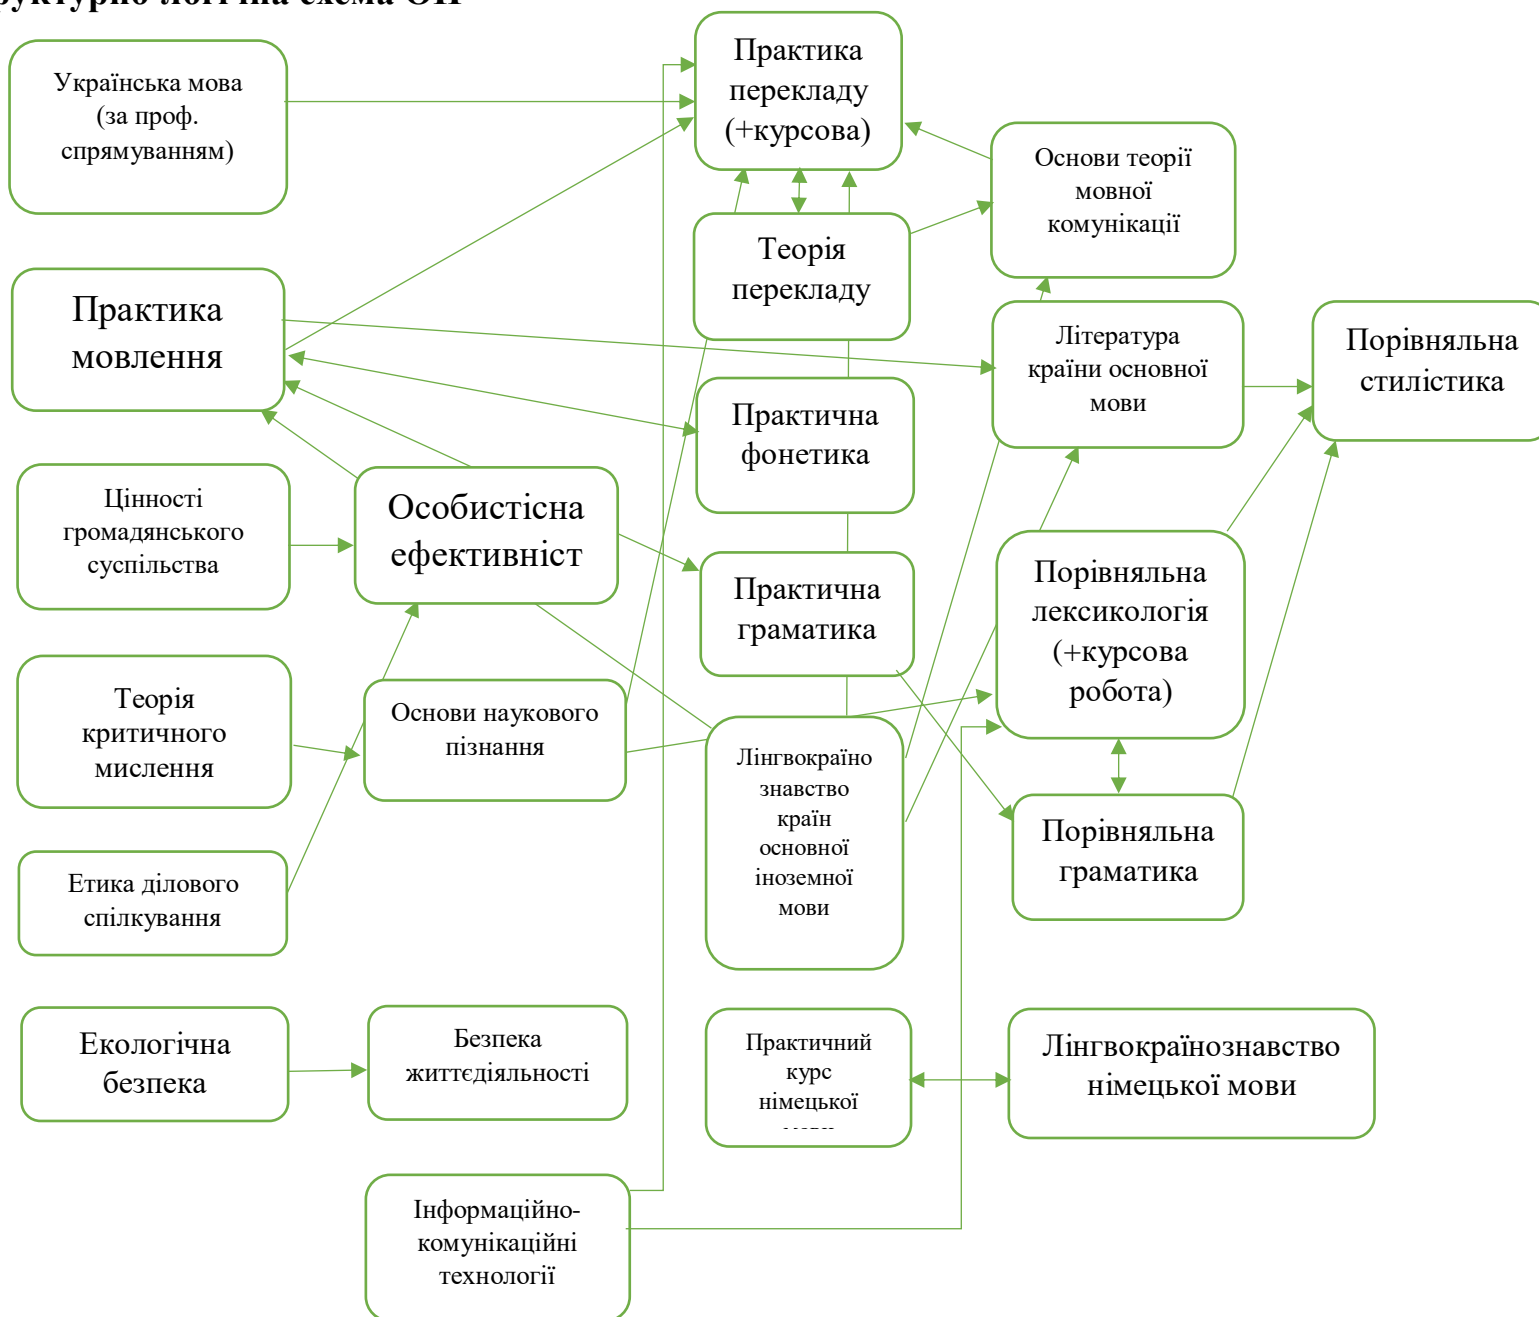 Українська мова
(за проф.
спрямуванням)
Практика
перекладу
(+курсова)
Основи теорії
мовної
комунікації
Теорія
перекладу
Практика
мовлення
Література
країни основної
мови
Порівняльна
стилістика
Практична
фонетика
Цінності
громадянського
суспільства
Особистісна
ефективніст
Практична
граматика
Порівняльна
лексикологія
(+курсова
робота)
Теорія
критичного
мислення
Основи наукового
пізнання
Лінгвокраїно
знавство
країн
основної
іноземної
мови
Порівняльна
граматика
Етика ділового
спілкування
Екологічна
безпека
Безпека
життєдіяльності
Практичний
курс
німецької
Лінгвокраїнознавство
німецької мови
Інформаційно-
комунікаційні
технології